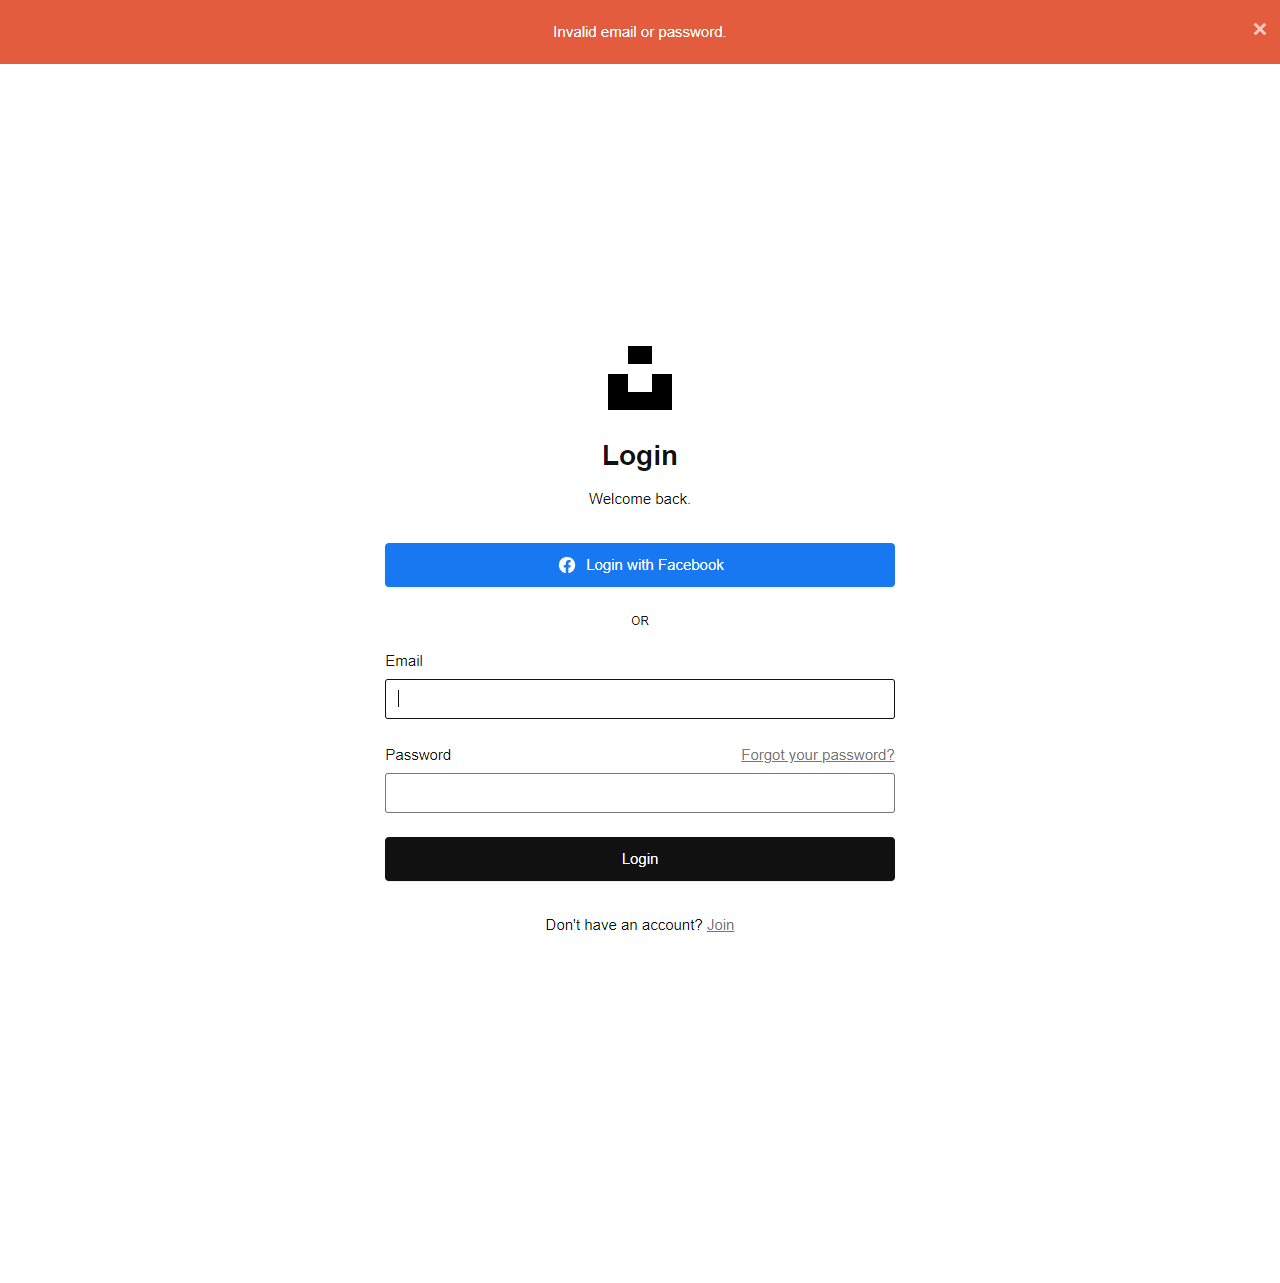 Invalid email or password.
Login
Welcome back.
Login with Facebook
OR
Email
Password Forgot your password?
Login
Don't have an account? Join